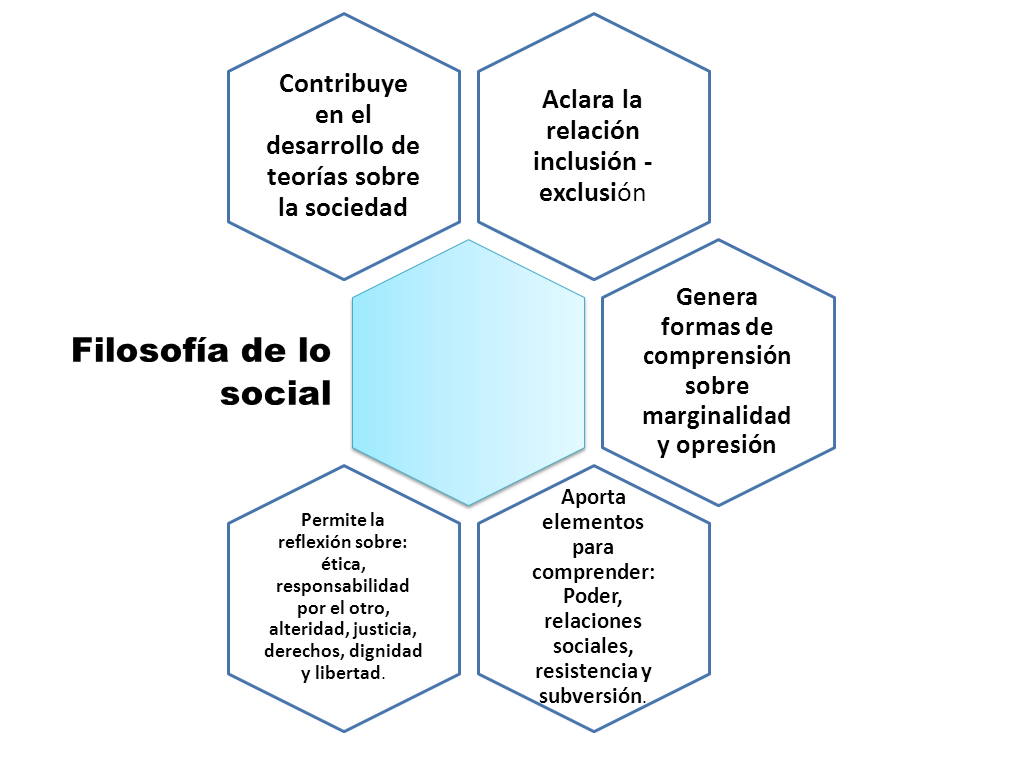 Contribuye
en el
desarrollo de
teorías sobre
la sociedad
Aclara la
relación
inclusión -
exclusión
Filosofía de lo
social
Genera
formas de
comprensión
sobre
marginalidad
y opresión
Permite la
reflexión sobre:
ética,
responsabilidad
por el otro,
alteridad, justicia,
derechos, dignidad
y libertad.
Aporta
elementos
para
comprender:
Poder,
relaciones
sociales,
resistencia y
subversión.